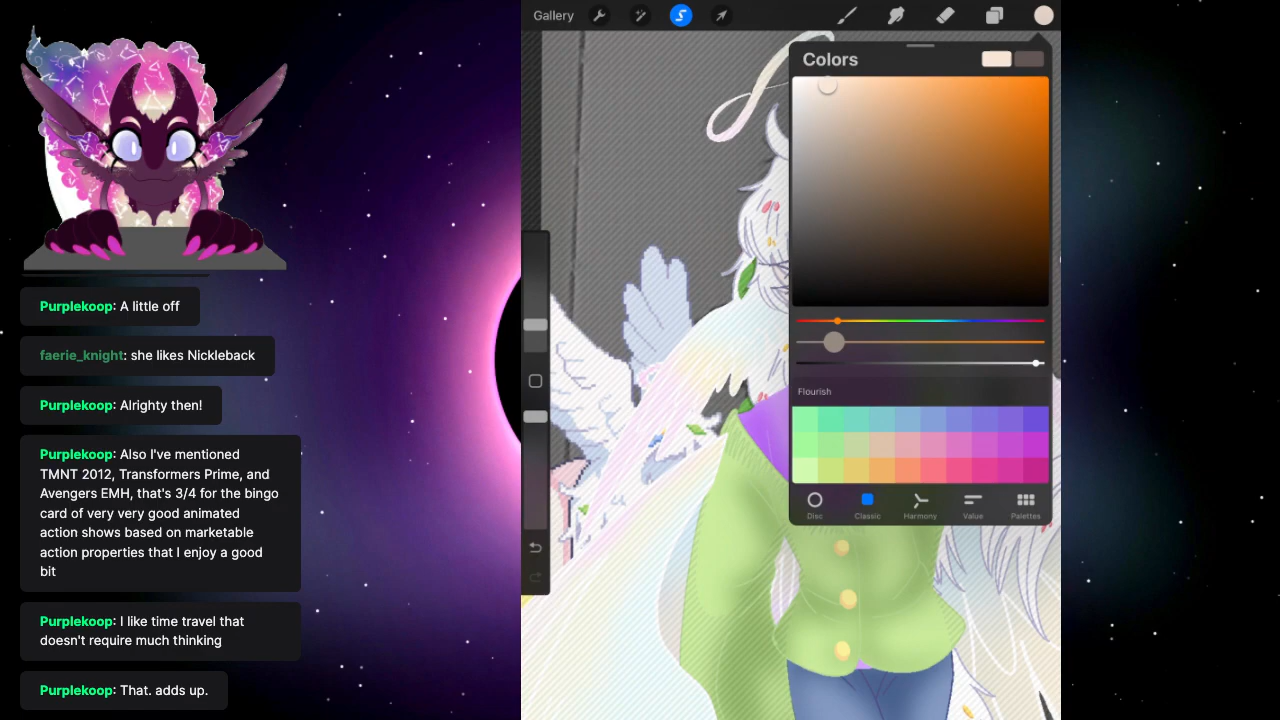 Gallery
Colors
Purplekoop: A little off
faerie_knight: she likes Nickleback
Purplekoop: Alrighty then!
Purplekoop: Also I've mentioned
TMNT 2012, Transformers Prime, and
Avengers EMH, that's 3/4 for the bingo
card of very very good animated
action shows based on marketable
action properties that I enjoy a good
bit
Purplekoop: I like time travel that
doesn't require much thinking
Purplekoop: That. adds up.
Flourish
Disc
Classic
Harmony
Value
Palettes